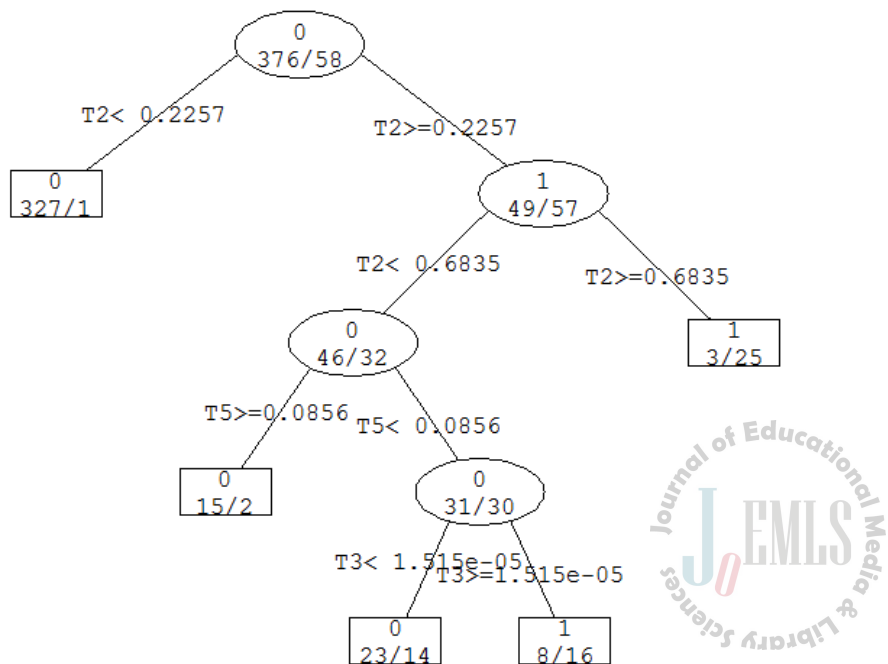 0
376/58
T2< 0.2257
T2>=0.2257
0
327/1
1
49/57
T2< 0.6835
T2>=0.6835
0
46/32
1
3/25
T5>=0.0856
T5< 0.0856
0
15/2
0
31/30
T3< 1.515e-05
T3>=1.515e-05
0
23/14
1
8/16
Journal of Educational Media & Library Sciences
JoEMLS